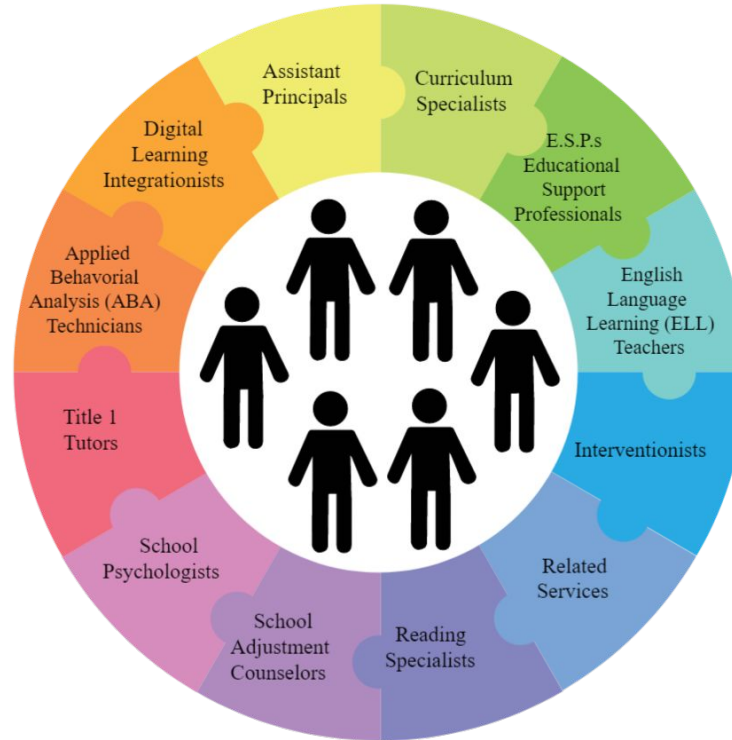 Assistant
Principals
Curriculum
Specialists
E.S.P.s
Educational
Support
Professionals
English
Language
Learning (ELL)
Teachers
Interventionists
Related
Services
Reading
Specialists
School
Adjustment
Counselors
School
Psychologists
Title 1
Tutors
Applied
Behavorial
Analysis (ABA)
Technicians
Digital
Learning
Integrationists